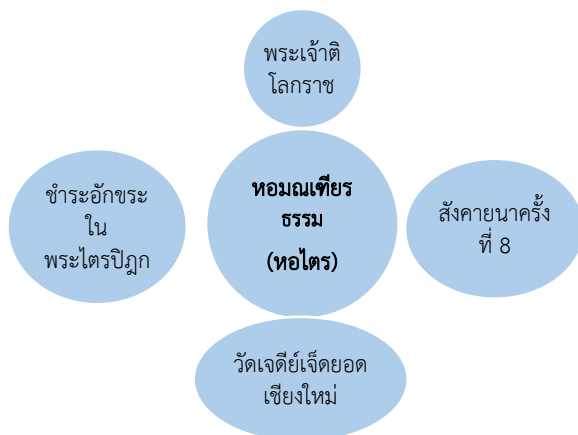 พระเจ้าติ
โลกราช
ชำระอักขระ
ใน
พระไตรปิฎก
หอมณเฑียร
ธรรม
(หอไตร)
สังคายนาครั้ง
ที่ 8
วัดเจดีย์เจ็ดยอด
เชียงใหม่